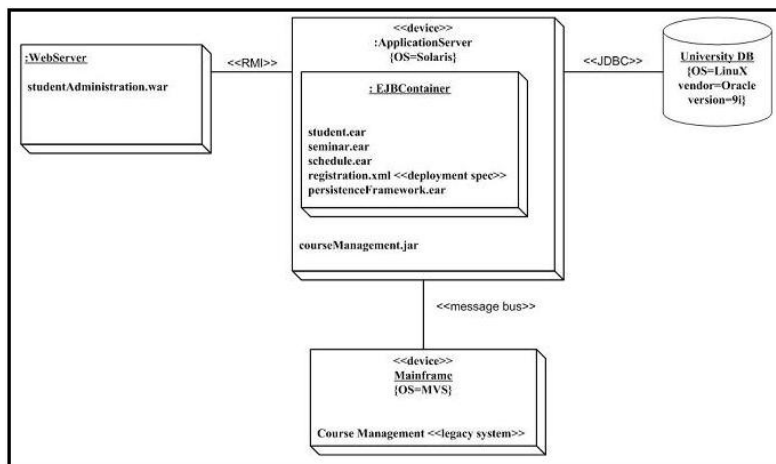 :WebServer
studentAdministration.war
<<RMI>>
<<device>>
:ApplicationServer
{OS=Solaris}
: EJBContainer
student.ear
seminar.ear
schedule.ear
registration.xml <<deployment spec>>
persistenceFramework.ear
courseManagement.jar
<<JDBC>>
University DB
{OS=LinuX
vendor=Oracle
version=9i}
<<message bus>>
<<device>>
Mainframe
{OS=MVS}
Course Management <<legacy system>>